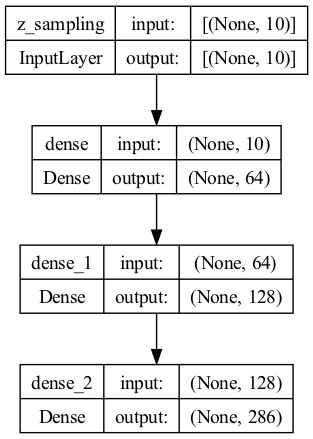 z_sampling input: [(None, 10)]
InputLayer output: [(None, 10)]
dense input: (None, 10)
Dense output: (None, 64)
dense_1 input: (None, 64)
Dense output: (None, 128)
dense_2 input: (None, 128)
Dense output: (None, 286)